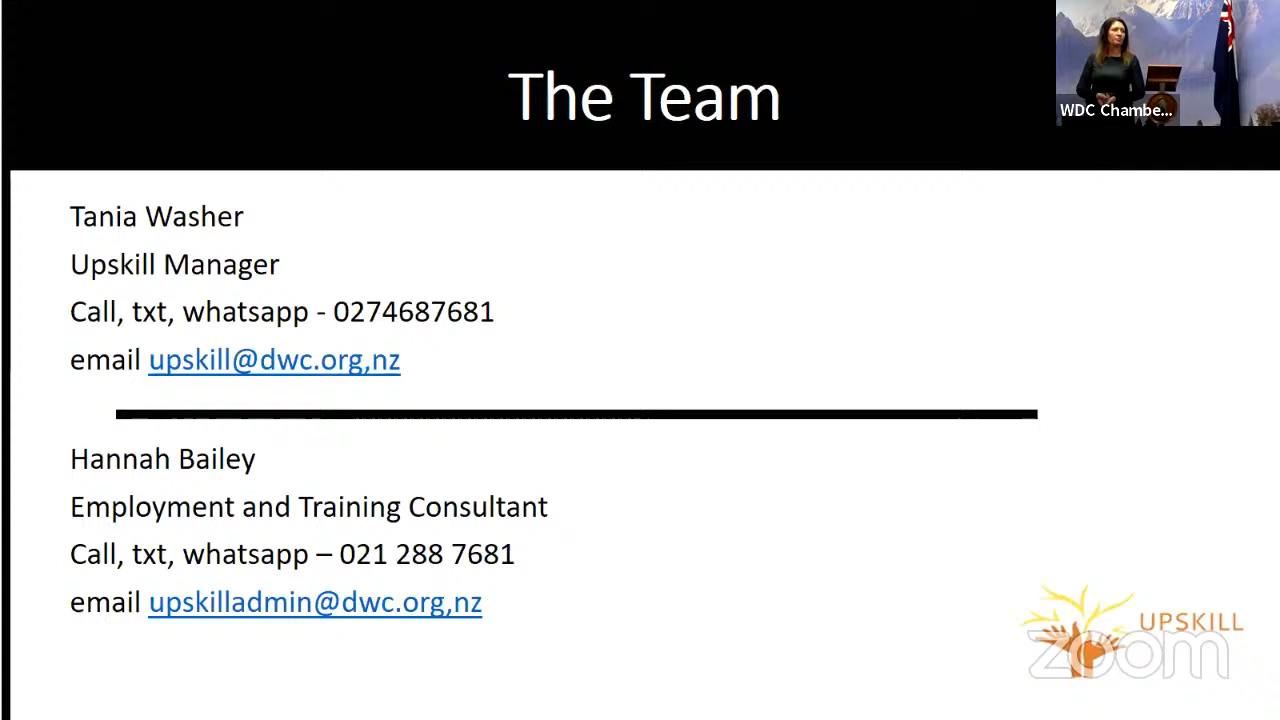 The Team
WDC Chambe...
Tania Washer
Upskill Manager
Call, txt, whatsapp - 0274687681
email upskill@dwc.org,nz
Hannah Bailey
Employment and Training Consultant
Call, txt, whatsapp – 021 288 7681
email upskilladmin@dwc.org,nz
UPSKILL
zoom